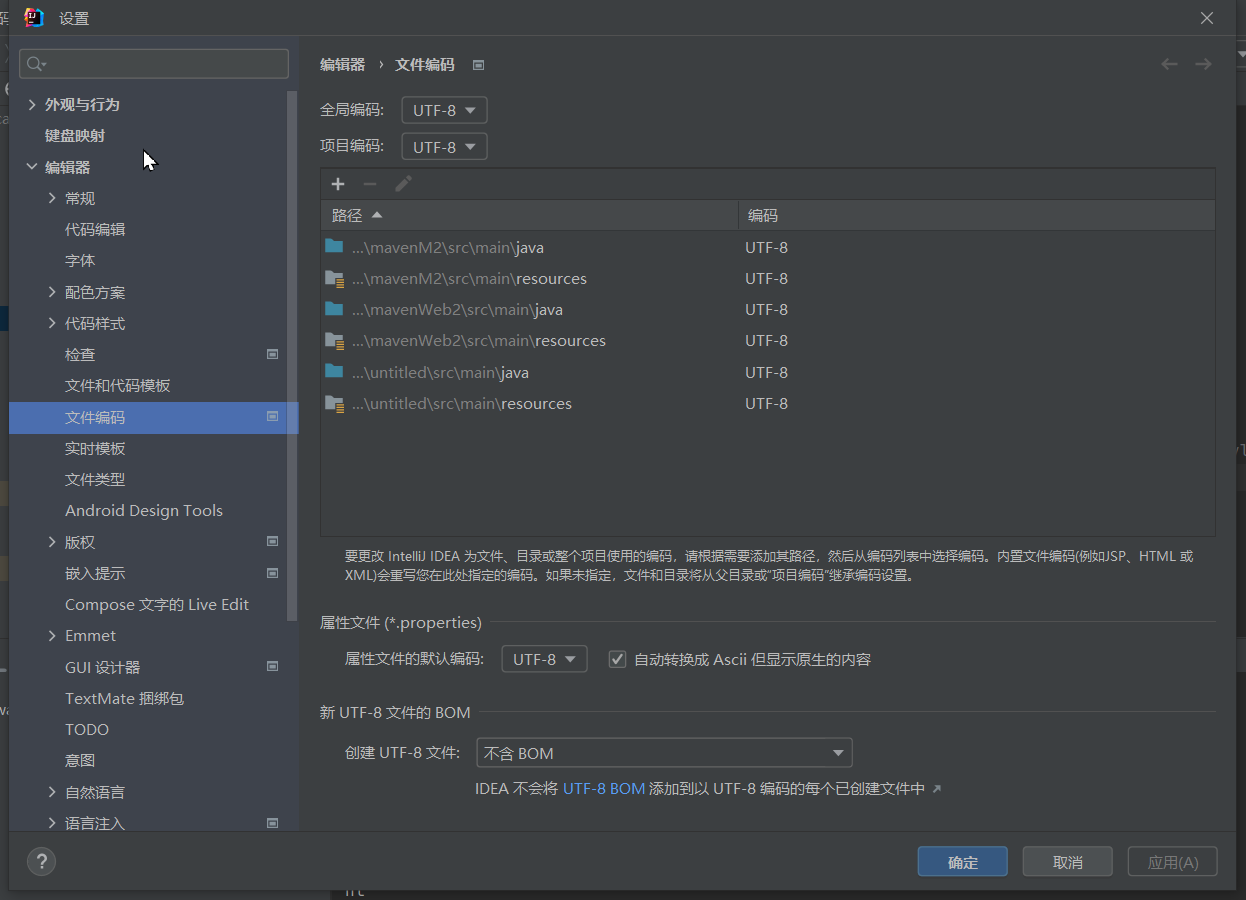 设置
外观与行为
键盘映射
编辑器
常规
代码编辑
字体
配色方案
代码样式
检查
文件和代码模板
文件编码
实时模板
文件类型
Android Design Tools
版权
嵌入提示
Compose 文字的 Live Edit
Emmet
GUI 设计器
TextMate 捆绑包
TODO
意图
自然语言
语言注入
编辑器 › 文件编码
全局编码: UTF-8
项目编码: UTF-8
路径 编码
...\mavenM2\src\main\java UTF-8
...\mavenM2\src\main\resources UTF-8
...\mavenWeb2\src\main\java UTF-8
...\mavenWeb2\src\main\resources UTF-8
...\untitled\src\main\java UTF-8
...\untitled\src\main\resources UTF-8
要更改 IntelliJ IDEA 为文件、目录或整个项目使用的编码，请根据需要添加其路径，然后从编码列表中选择编码。内置文件编码(例如JSP、HTML 或
XML)会重写您在此处指定的编码。如果未指定，文件和目录将从父目录或"项目编码"继承编码设置。
属性文件 (*.properties)
属性文件的默认编码: UTF-8 自动转换成 Ascii 但显示原生的内容
新 UTF-8 文件的 BOM
创建 UTF-8 文件: 不含 BOM
IDEA 不会将 UTF-8 BOM 添加到以 UTF-8 编码的每个已创建文件中 ↗
? 确定 取消 应用(A)